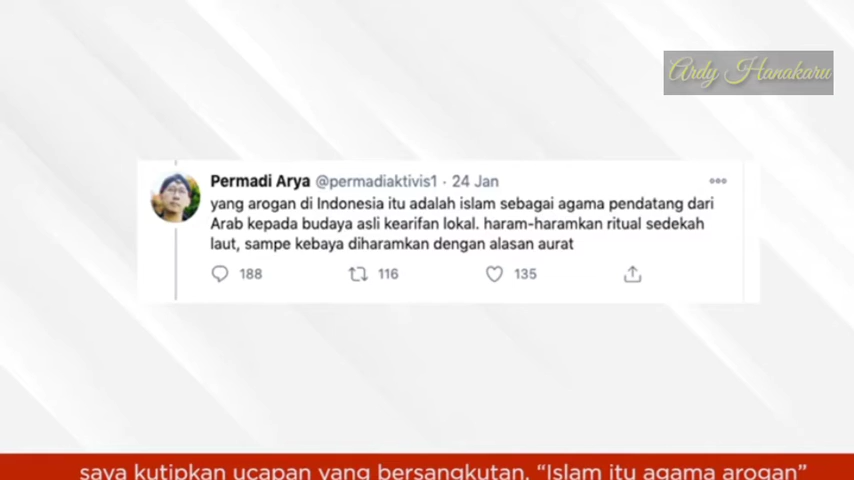 Ardy Hanakaru
Permadi Arya @permadiaktivis1 · 24 Jan
yang arogan di Indonesia itu adalah islam sebagai agama pendatang dari
Arab kepada budaya asli kearifan lokal. haram-haramkan ritual sedekah
laut, sampe kebaya diharamkan dengan alasan aurat
188 116 135
saya kutipkan ucapan yang bersangkutan, “Islam itu agama arogan”